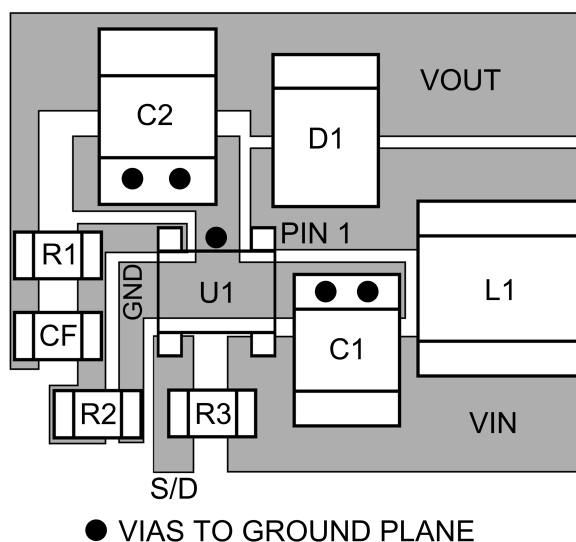 VOUT
C2
D1
PIN 1
R1
GND
U1
L1
CF
C1
R2
R3
VIN
S/D
VIAS TO GROUND PLANE